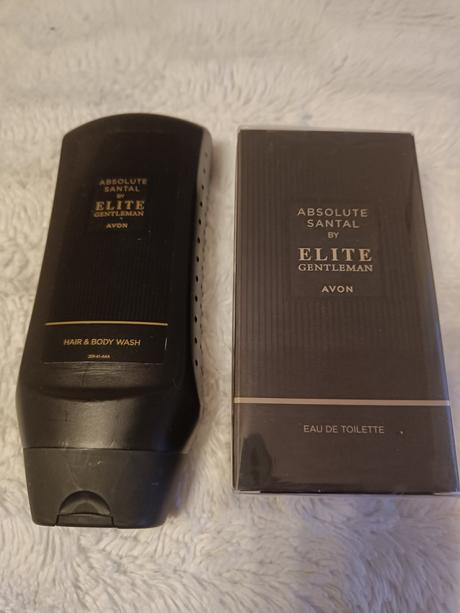 ABSOLUTE
SANTAL
BY
ELITE
GENTLEMAN
AVON
HAIR & BODY WASH
ABSOLUTE
SANTAL
BY
ELITE
GENTLEMAN
AVON
EAU DE TOILETTE